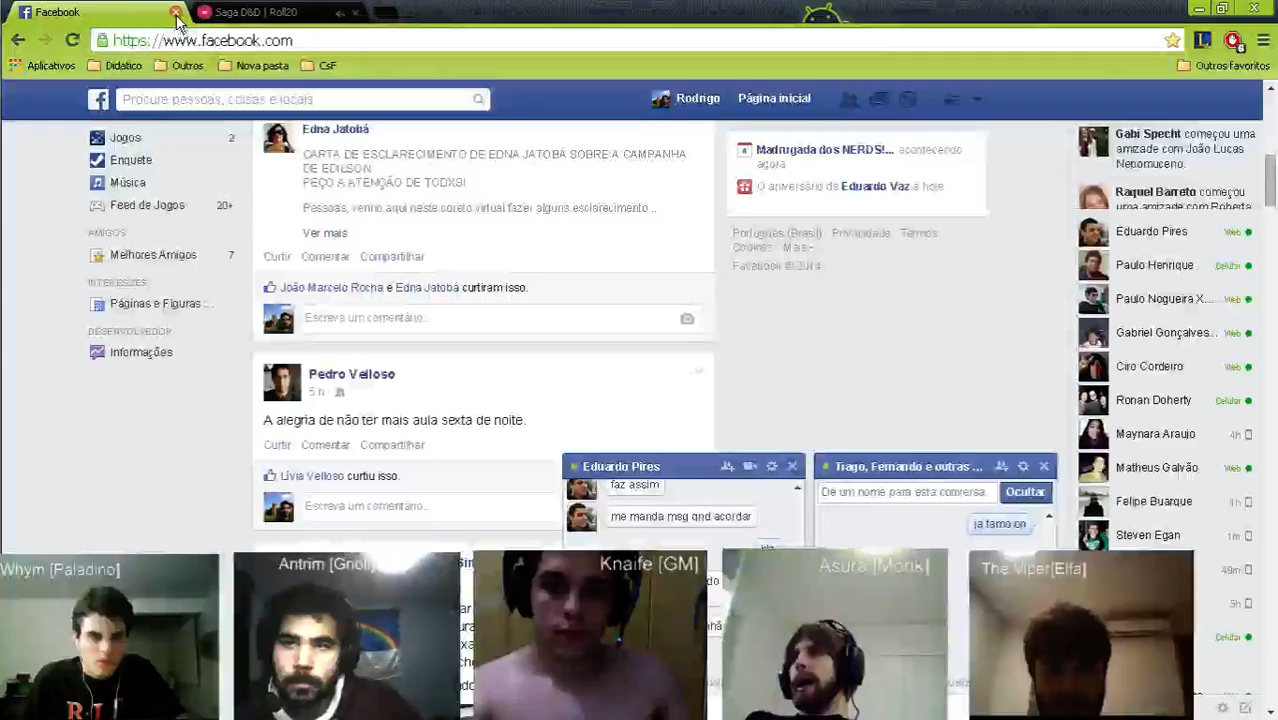 Facebook
Saga D&D | Roll20
https://www.facebook.com
Aplicativos
Didático
Outros
Nova pasta
CsF
Outros favoritos
Procure pessoas, coisas e locais
Rodrigo
Página inicial
Jogos 2
Enquete
Música
Feed de Jogos 20+
AMIGOS
Melhores Amigos 7
INTERESSES
Páginas e Figuras ...
DESENVOLVEDOR
Informações
Edna Jatobá
CARTA DE ESCLARECIMENTO DE EDNA JATOBÁ SOBRE A CAMPANHA
DE EDILSON
PEÇO A ATENÇÃO DE TODXS!
Pessoas, venho aqui neste coreto virtual fazer alguns esclarecimento...
Ver mais
Curtir Comentar Compartilhar
João Marcelo Rocha e Edna Jatobá curtiram isso.
Escreva um comentário...
Pedro Velloso
5 h
A alegria de não ter mais aula sexta de noite.
Curtir Comentar Compartilhar
Lívia Velloso curtiu isso.
Escreva um comentário...
4 Madrugada dos NERDS!... acontecendo
agora
O aniversário de Eduardo Vaz é hoje
Português (Brasil) Privacidade Termos
Cookies Mais
Facebook © 2014
Gabi Specht começou uma
amizade com João Lucas
Nepomuceno.
Raquel Barreto começou
uma amizade com Roberta
Eduardo Pires Web
Paulo Henrique Celular
Paulo Nogueira X... Web
Gabriel Gonçalves... Web
Ciro Cordeiro Web
Ronan Doherty Celular
Maynara Araujo 4h
Matheus Galvão Web
Felipe Buarque 1h
Steven Egan 1h
49m
5h
Celular
Eduardo Pires
faz assim
me manda msg qnd acordar
Tiago, Fernando e outras ...
Dê um nome para esta conversa
Ocultar
ja tamo on
Whym [Paladino]
Antrim [Gnoll]
Knaife [GM]
Asura [Monk]
The Viper[Elfa]